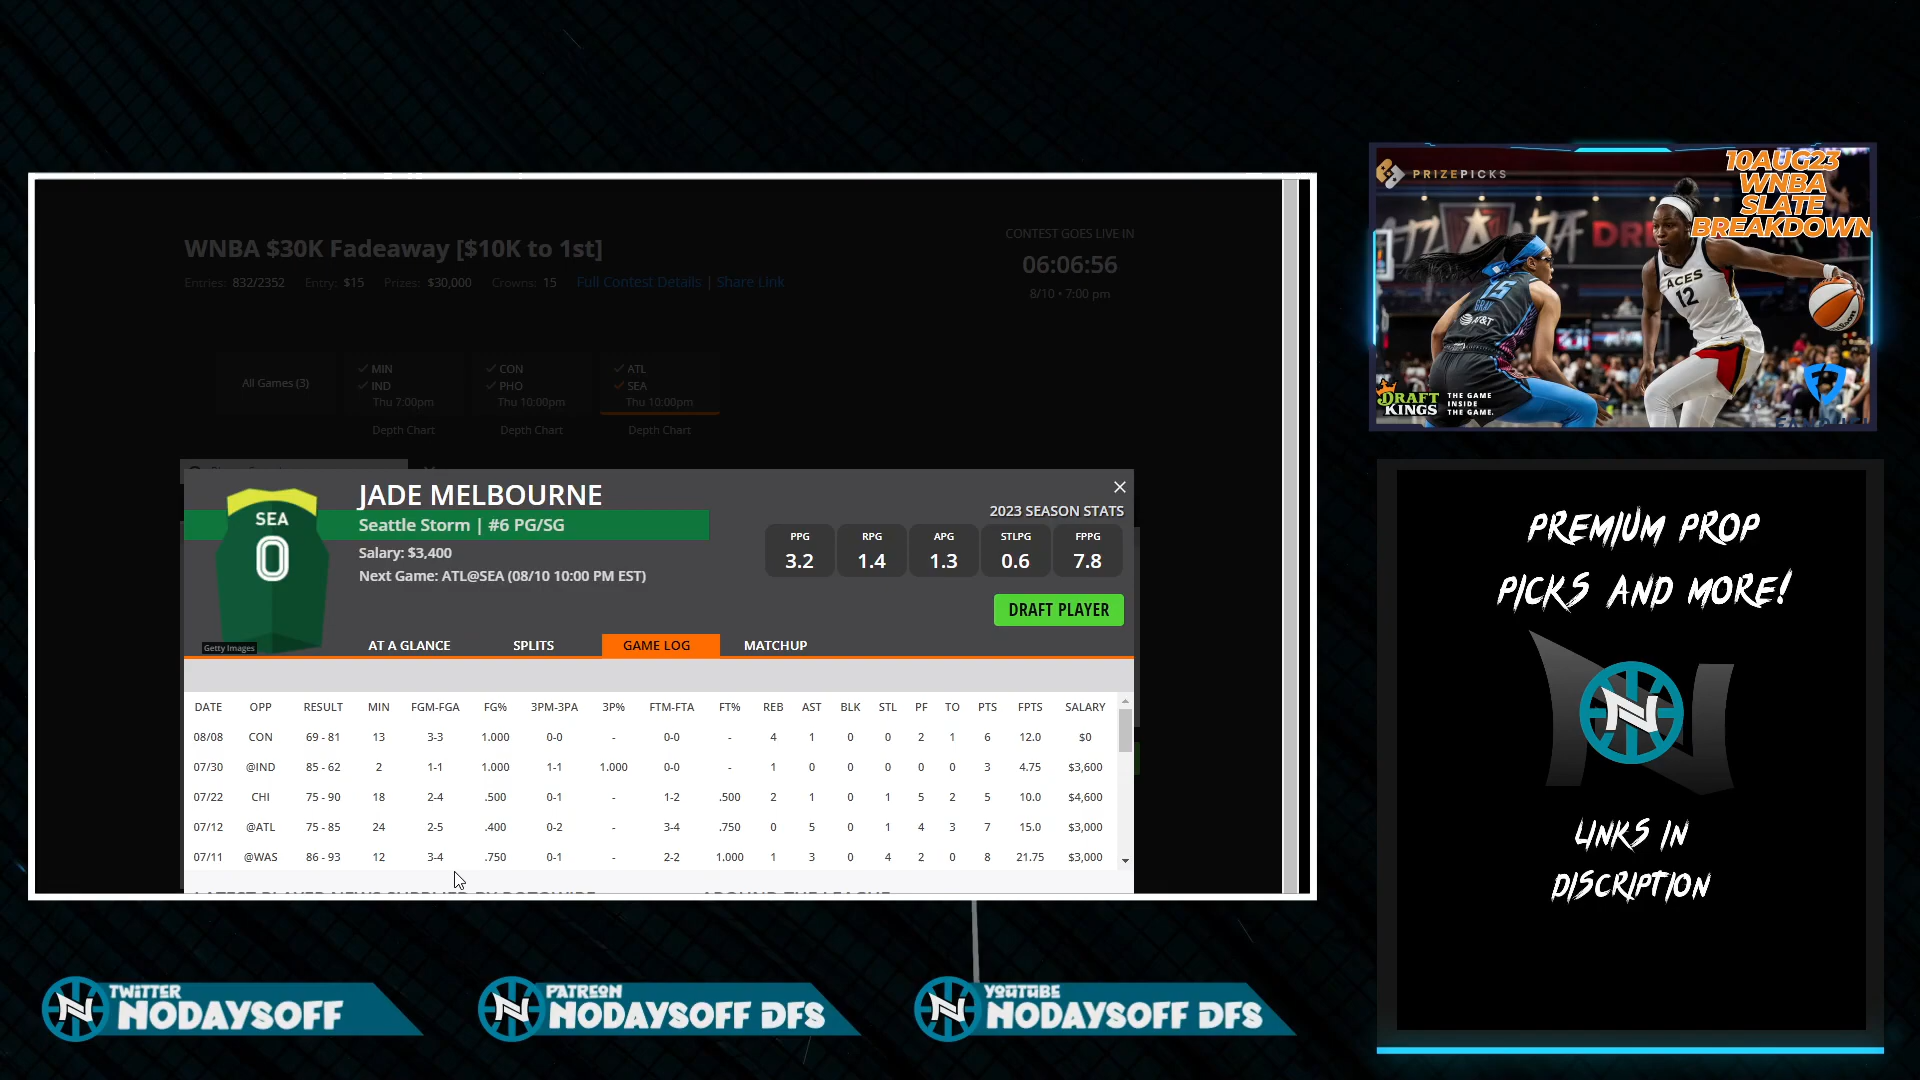 WNBA $30K Fadeaway [$10K to 1st]
Entries: 832/2352 Entry: $15 Prizes: $30,000 Crowns: 15 Full Contest Details | Share Link
CONTEST GOES LIVE IN
06:06:56
8/10 • 7:00 pm
All Games (3)
MIN
IND
Thu 7:00pm
Depth Chart
CON
PHO
Thu 10:00pm
Depth Chart
ATL
SEA
Thu 10:00pm
Depth Chart
SEA
0
Getty Images
JADE MELBOURNE
Seattle Storm | #6 PG/SG
Salary: $3,400
Next Game: ATL@SEA (08/10 10:00 PM EST)
2023 SEASON STATS
PPG RPG APG STLPG FPPG
3.2 1.4 1.3 0.6 7.8
DRAFT PLAYER
AT A GLANCE SPLITS GAME LOG MATCHUP
DATE OPP RESULT MIN FGM-FGA FG% 3PM-3PA 3P% FTM-FTA FT% REB AST BLK STL PF TO PTS FPTS SALARY
08/08 CON 69 - 81 13 3-3 1.000 0-0 - 0-0 - 4 1 0 0 2 1 6 12.0 $0
07/30 @IND 85 - 62 2 1-1 1.000 1-1 1.000 0-0 - 1 0 0 0 0 0 3 4.75 $3,600
07/22 CHI 75 - 90 18 2-4 .500 0-1 - 1-2 .500 2 1 0 1 5 2 5 10.0 $4,600
07/12 @ATL 75 - 85 24 2-5 .400 0-2 - 3-4 .750 0 5 0 1 4 3 7 15.0 $3,000
07/11 @WAS 86 - 93 12 3-4 .750 0-1 - 2-2 1.000 1 3 0 4 2 0 8 21.75 $3,000
LATEST PLAYER NEWS SUPPLIED BY ROTOWIRE AROUND THE LEAGUE
PRIZEPICKS
10AUG23
WNBA
SLATE
BREAKDOWN
ATLANTA
DRE
15
GRAY
AT&T
ACES
12
DRAFT
KINGS
THE GAME
INSIDE
THE GAME.
PREMIUM PROP
PICKS AND MORE!
N
LINKS IN
DISCRIPTION
TWITTER
NODAYSOFF
PATREON
NODAYSOFF DFS
YOUTUBE
NODAYSOFF DFS